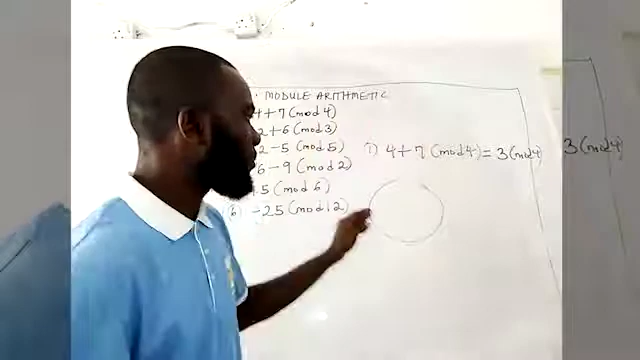 MODULE ARITHMETIC
4+7 (mod 4)
2+6 (mod 3)
2-5 (mod 5)
6-9 (mod 2)
5 (mod 6)
6) -25 (mod 12)
1) 4+7 (mod 4) = 3 (mod 4)
3 (mod 4)